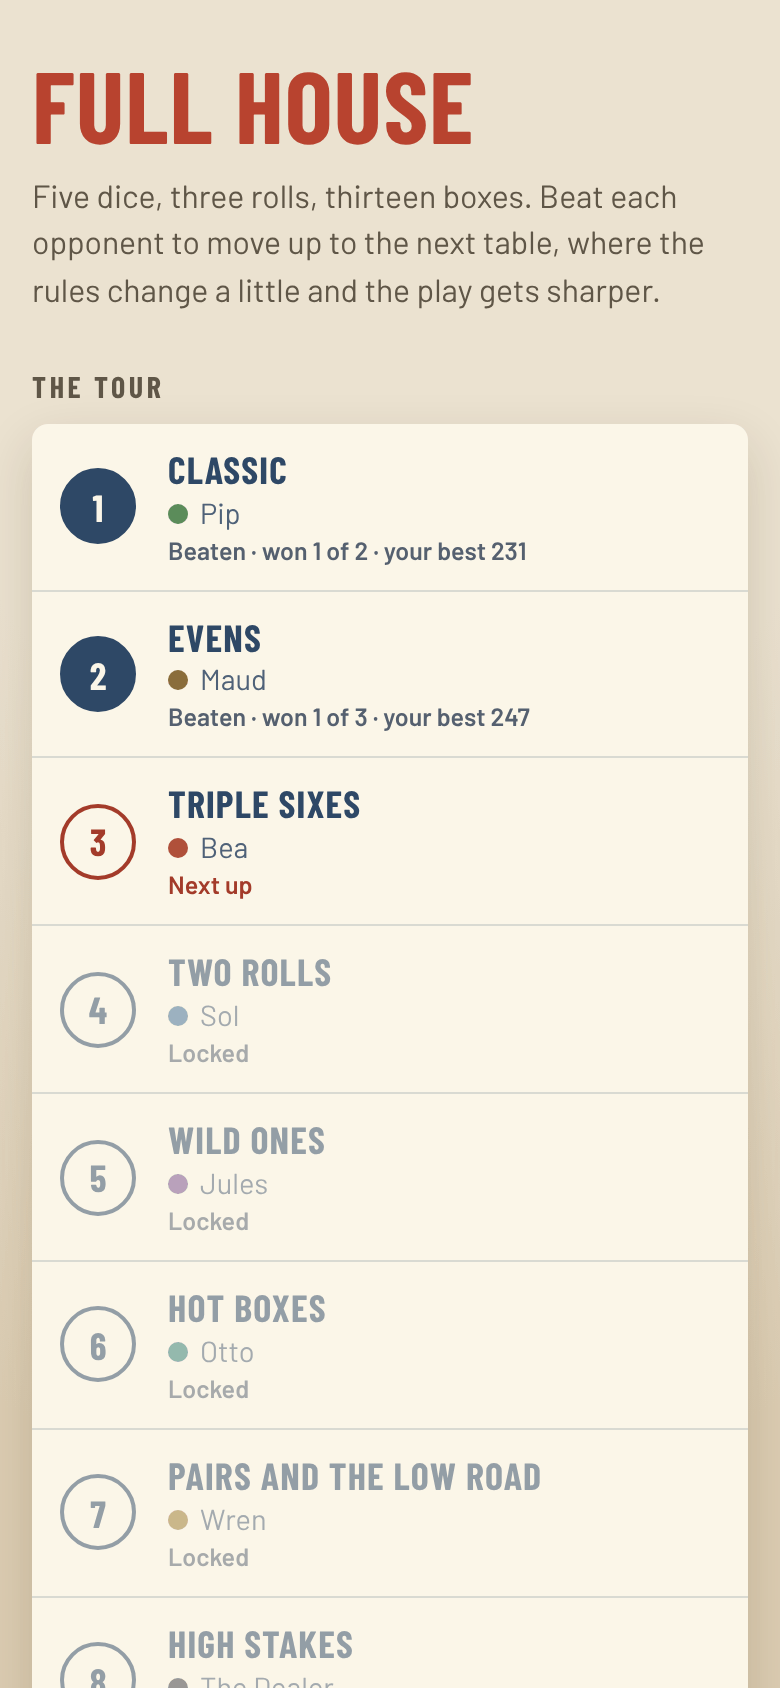 FULL HOUSE
Five dice, three rolls, thirteen boxes. Beat each
opponent to move up to the next table, where the
rules change a little and the play gets sharper.
THE TOUR
1
CLASSIC
Pip
Beaten · won 1 of 2 · your best 231
2
EVENS
Maud
Beaten · won 1 of 3 · your best 247
3
TRIPLE SIXES
Bea
Next up
4
TWO ROLLS
Sol
Locked
5
WILD ONES
Jules
Locked
6
HOT BOXES
Otto
Locked
7
PAIRS AND THE LOW ROAD
Wren
Locked
8
HIGH STAKES
The Dealer